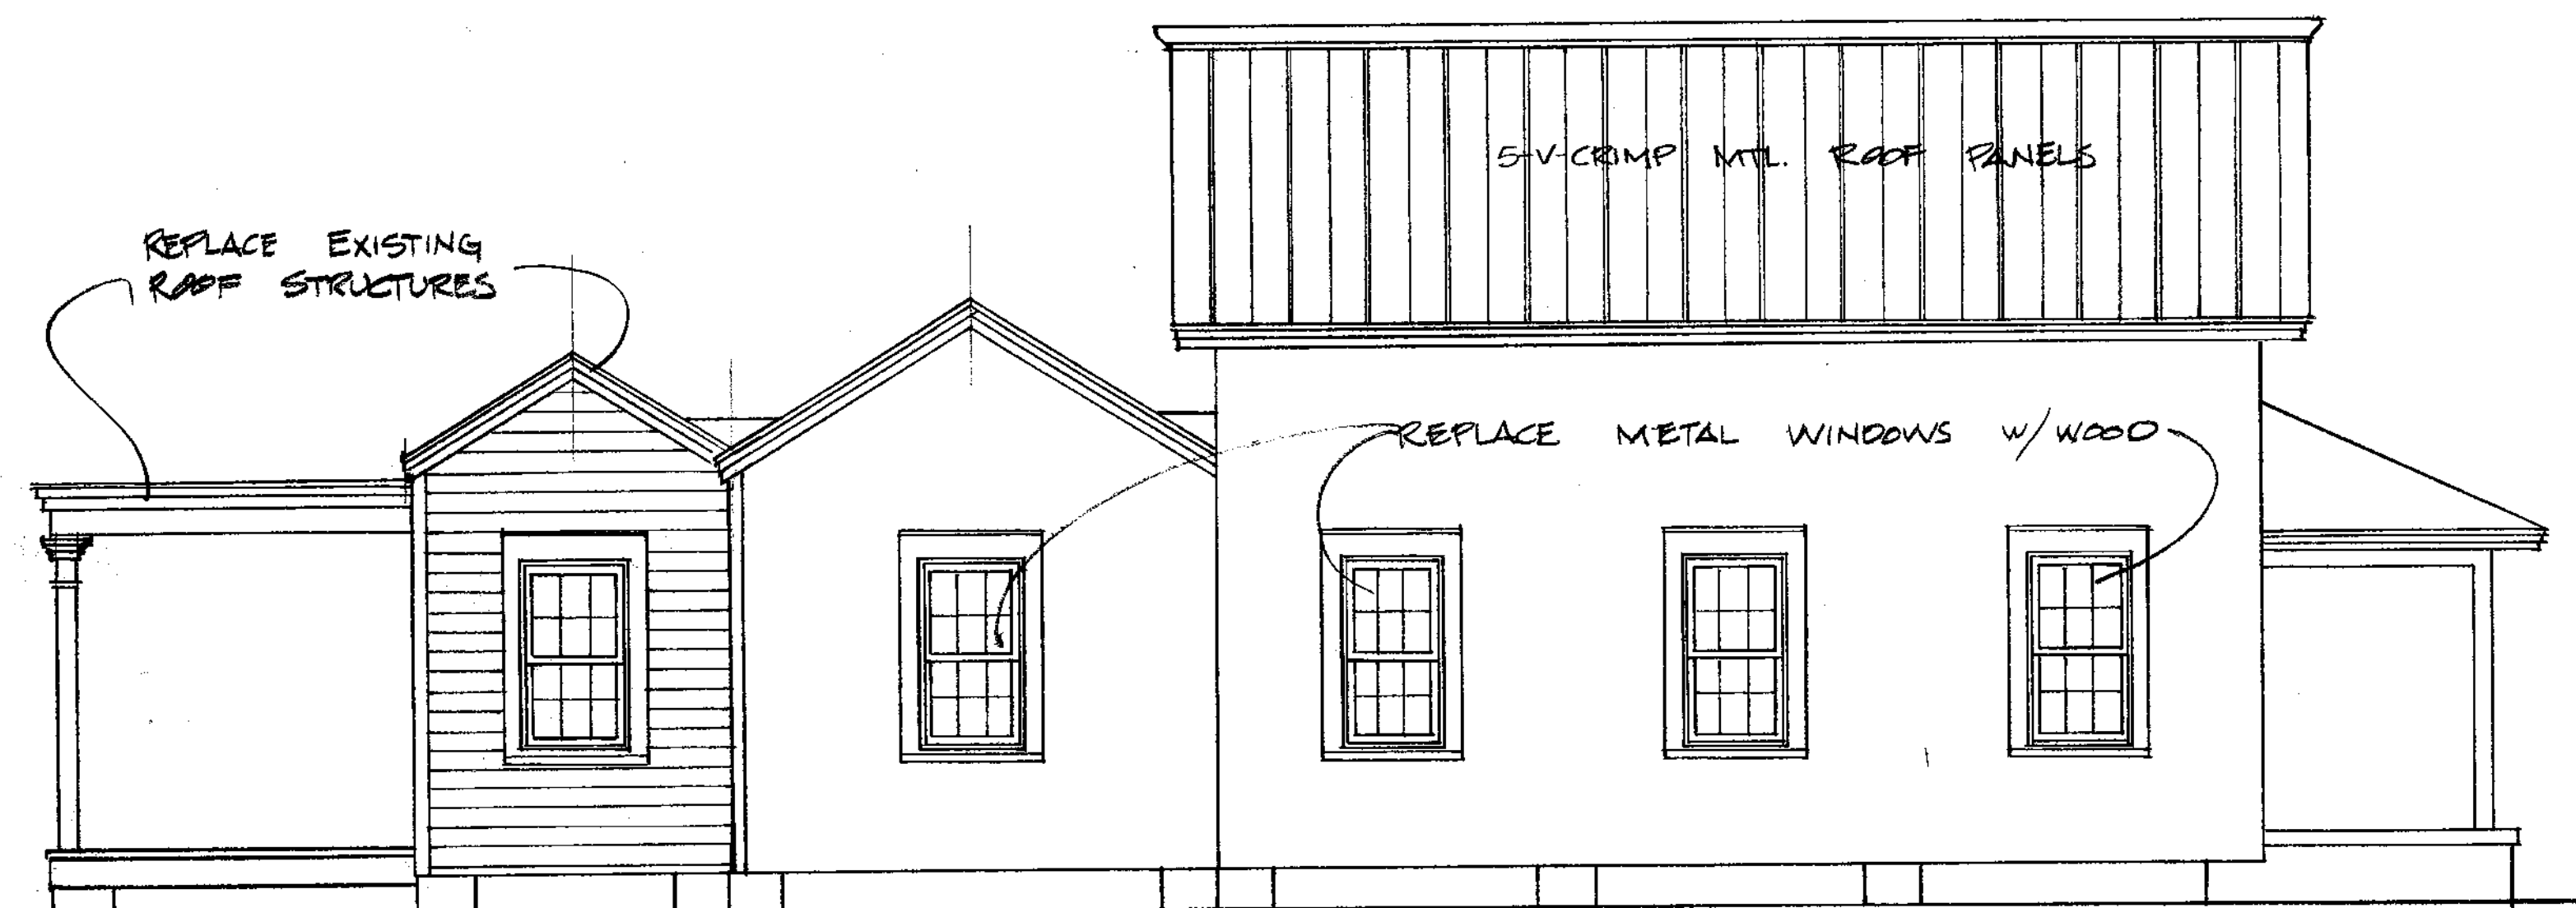 5-V-CRIMP MTL. ROOF PANELS
REPLACE EXISTING
ROOF STRUCTURES
REPLACE METAL WINDOWS W/WOOD